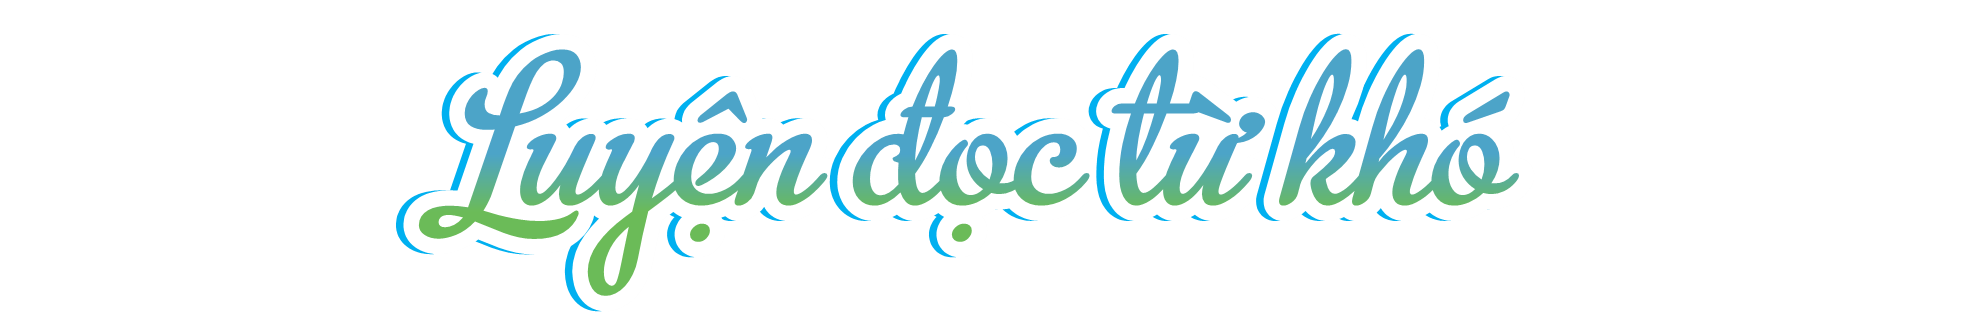 Luyện đọc từ khó